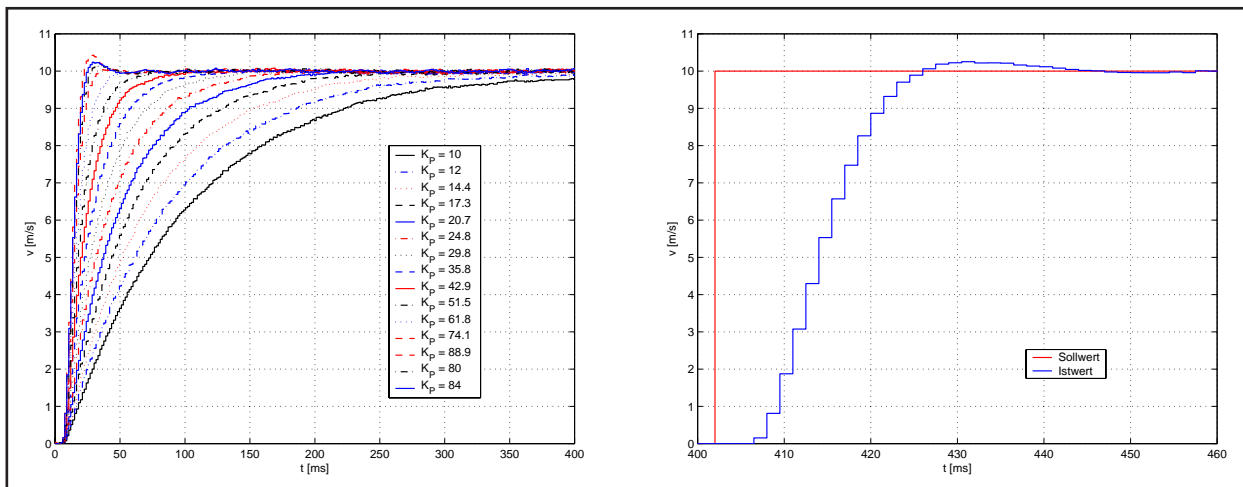 11
10
9
8
7
6
5
4
3
2
1
0
v [m/s]
0 50 100 150 200 250 300 350 400
t [ms]
K_P = 10
K_P = 12
K_P = 14.4
K_P = 17.3
K_P = 20.7
K_P = 24.8
K_P = 29.8
K_P = 35.8
K_P = 42.9
K_P = 51.5
K_P = 61.8
K_P = 74.1
K_P = 88.9
K_P = 80
K_P = 84
11
10
9
8
7
6
5
4
3
2
1
0
v [m/s]
400 410 420 430 440 450 460
t [ms]
Sollwert
Istwert